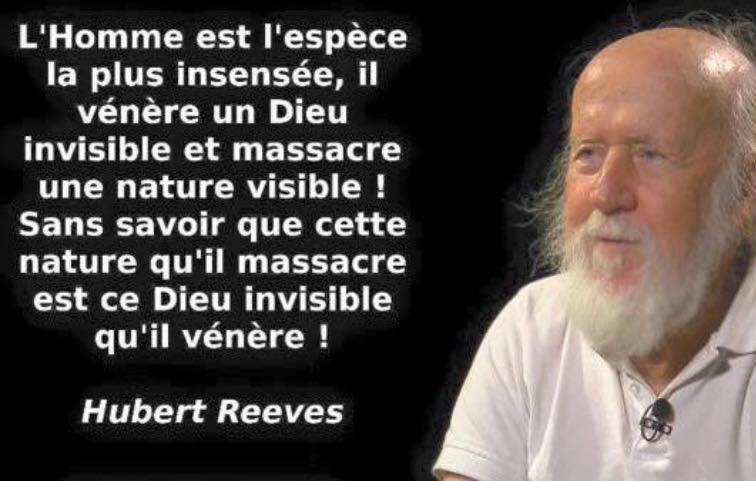 L'Homme est l'espèce
la plus insensée, il
vénère un Dieu
invisible et massacre
une nature visible !
Sans savoir que cette
nature qu'il massacre
est ce Dieu invisible
qu'il vénère !
Hubert Reeves